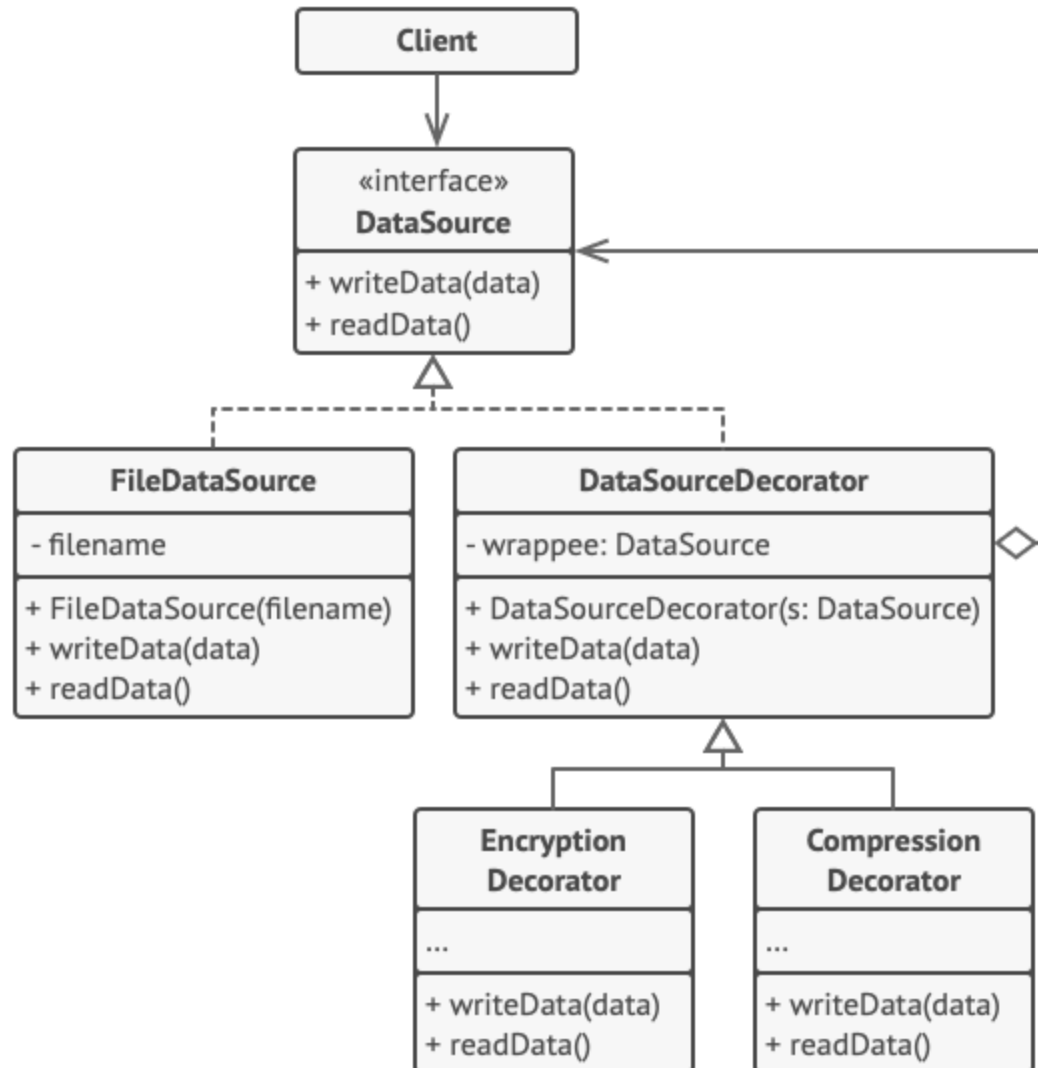 Client
«interface»
DataSource
+ writeData(data)
+ readData()
FileDataSource
- filename
+ FileDataSource(filename)
+ writeData(data)
+ readData()
DataSourceDecorator
- wrappee: DataSource
+ DataSourceDecorator(s: DataSource)
+ writeData(data)
+ readData()
Encryption
Decorator
...
+ writeData(data)
+ readData()
Compression
Decorator
...
+ writeData(data)
+ readData()